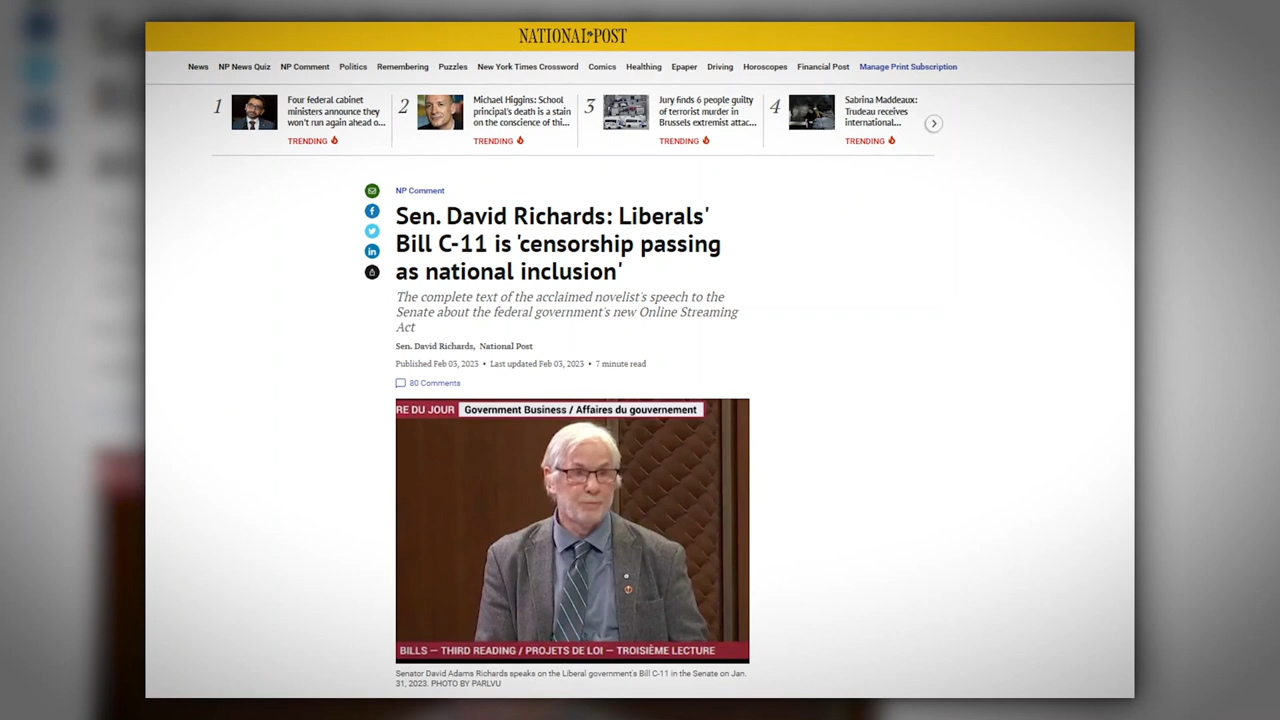 NATIONAL POST
News NP News Quiz NP Comment Politics Remembering Puzzles New York Times Crossword Comics Healthing Epaper Driving Horoscopes Financial Post Manage Print Subscription
1
Four federal cabinet
ministers announce they
won't run again ahead o...
TRENDING
2
Michael Higgins: School
principal's death is a stain
on the conscience of thi...
TRENDING
3
Jury finds 6 people guilty
of terrorist murder in
Brussels extremist attac...
TRENDING
4
Sabrina Maddeaux:
Trudeau receives
international...
TRENDING
NP Comment
Sen. David Richards: Liberals'
Bill C-11 is 'censorship passing
as national inclusion'
The complete text of the acclaimed novelist's speech to the
Senate about the federal government's new Online Streaming
Act
Sen. David Richards, National Post
Published Feb 03, 2023 • Last updated Feb 03, 2023 • 7 minute read
80 Comments
RE DU JOUR Government Business / Affaires du gouvernement
BILLS — THIRD READING / PROJETS DE LOI — TROISIÈME LECTURE
Senator David Adams Richards speaks on the Liberal government's Bill C-11 in the Senate on Jan.
31, 2023. PHOTO BY PARLVU